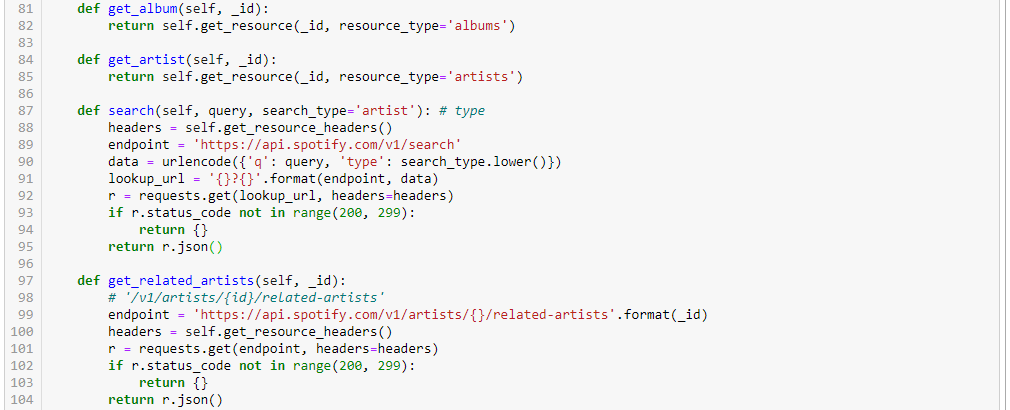 81 def get_album(self, _id):
82 return self.get_resource(_id, resource_type='albums')
83
84 def get_artist(self, _id):
85 return self.get_resource(_id, resource_type='artists')
86
87 def search(self, query, search_type='artist'): # type
88 headers = self.get_resource_headers()
89 endpoint = 'https://api.spotify.com/v1/search'
90 data = urlencode({'q': query, 'type': search_type.lower()})
91 lookup_url = '{}?{}'.format(endpoint, data)
92 r = requests.get(lookup_url, headers=headers)
93 if r.status_code not in range(200, 299):
94 return {}
95 return r.json()
96
97 def get_related_artists(self, _id):
98 # '/v1/artists/{id}/related-artists'
99 endpoint = 'https://api.spotify.com/v1/artists/{}/related-artists'.format(_id)
100 headers = self.get_resource_headers()
101 r = requests.get(endpoint, headers=headers)
102 if r.status_code not in range(200, 299):
103 return {}
104 return r.json()